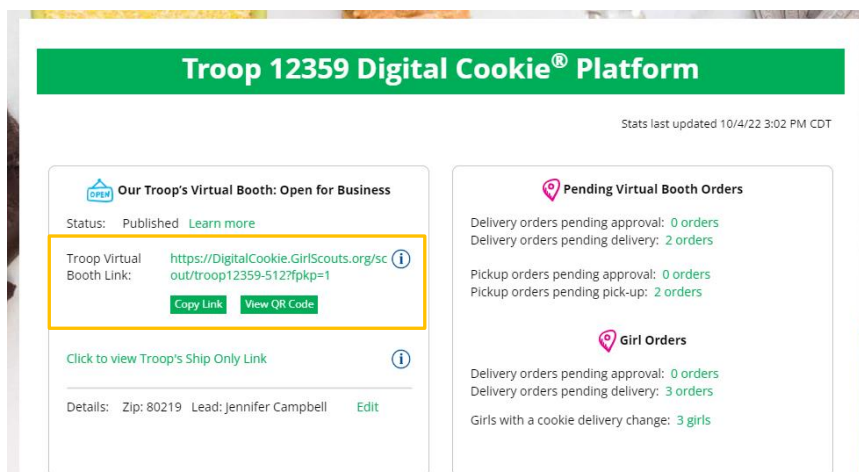 Troop 12359 Digital Cookie® Platform
Stats last updated 10/4/22 3:02 PM CDT
OPEN
Our Troop's Virtual Booth: Open for Business
Status: Published Learn more
Troop Virtual
Booth Link:
https://DigitalCookie.GirlScouts.org/sc
out/troop12359-512?fpkp=1
i
Copy Link View QR Code
Click to view Troop's Ship Only Link
i
Details: Zip: 80219 Lead: Jennifer Campbell Edit
Pending Virtual Booth Orders
Delivery orders pending approval: 0 orders
Delivery orders pending delivery: 2 orders
Pickup orders pending approval: 0 orders
Pickup orders pending pick-up: 2 orders
Girl Orders
Delivery orders pending approval: 0 orders
Delivery orders pending delivery: 3 orders
Girls with a cookie delivery change: 3 girls